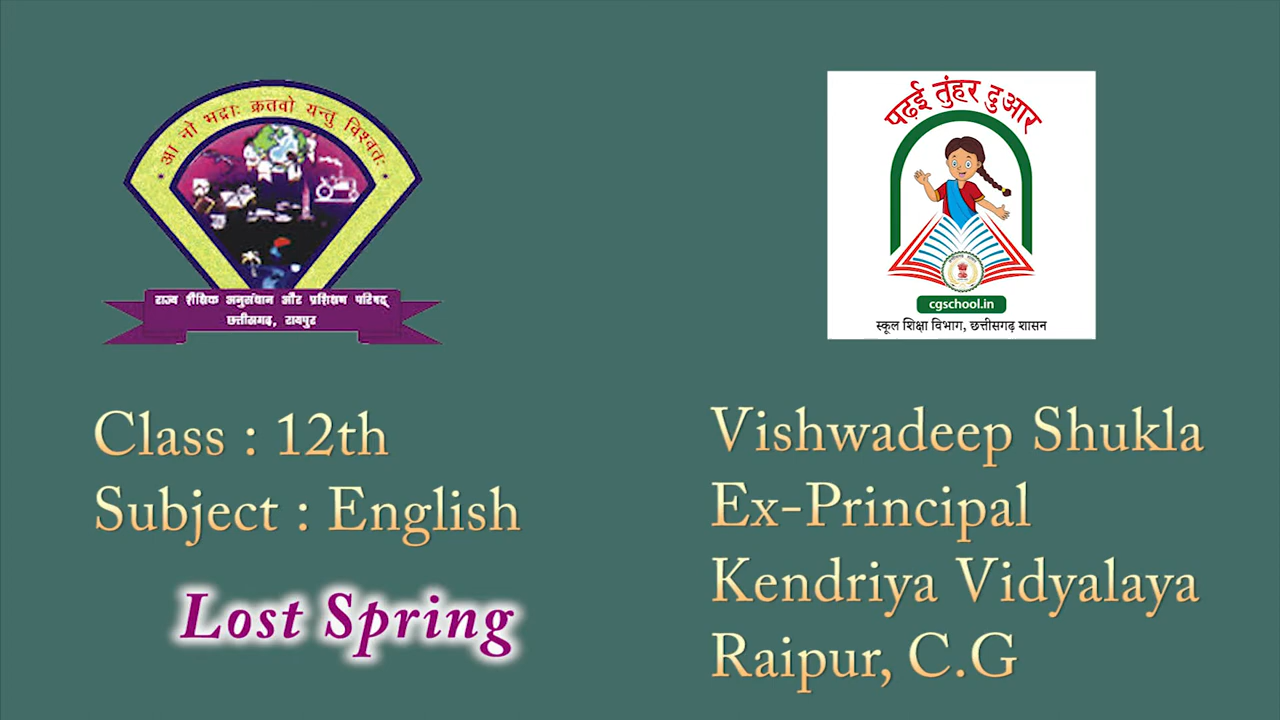 आ नो भद्राः क्रतवो यन्तु विश्वतः
राज्य शैक्षिक अनुसंधान और प्रशिक्षण परिषद्
छत्तीसगढ़, रायपुर
पढ़ई तुंहर दुआर
cgschool.in
स्कूल शिक्षा विभाग, छत्तीसगढ़ शासन
Class : 12th
Subject : English
Lost Spring
Vishwadeep Shukla
Ex-Principal
Kendriya Vidyalaya
Raipur, C.G